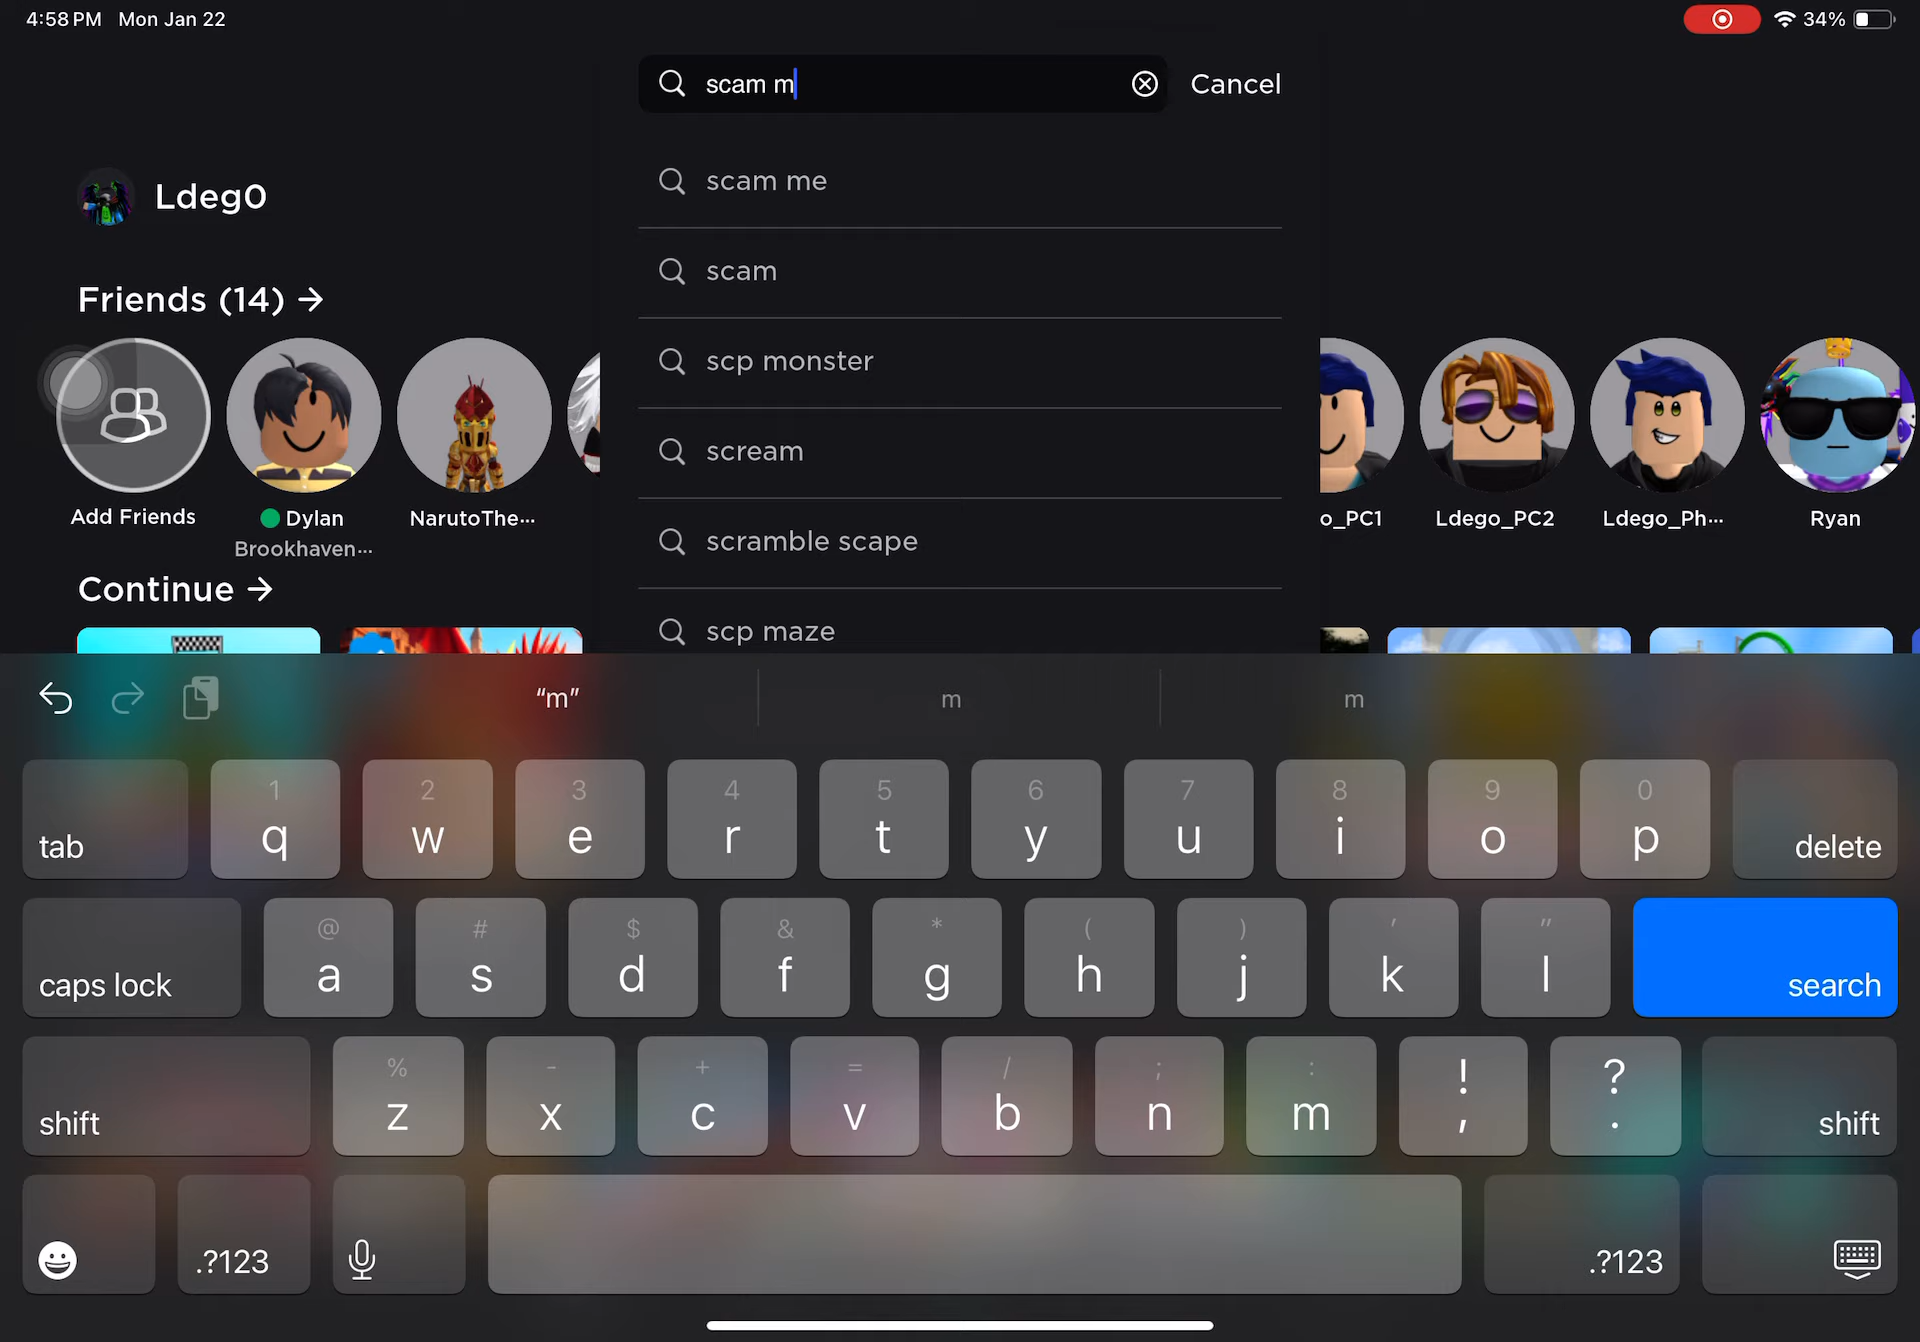 4:58 PM Mon Jan 22
34%
scam m
Cancel
Ldeg0
scam me
scam
scp monster
scream
scramble scape
scp maze
Friends (14) →
Add Friends
Dylan
Brookhaven...
NarutoThe...
o_PC1
Ldego_PC2
Ldego_Ph...
Ryan
Continue →
“m” m m
1 2 3 4 5 6 7 8 9 0
tab q w e r t y u i o p delete
@ # $ & * ( ) ' "
caps lock a s d f g h j k l search
% - + = / ; : ! ?
shift z x c v b n m , . shift
.?123 .?123